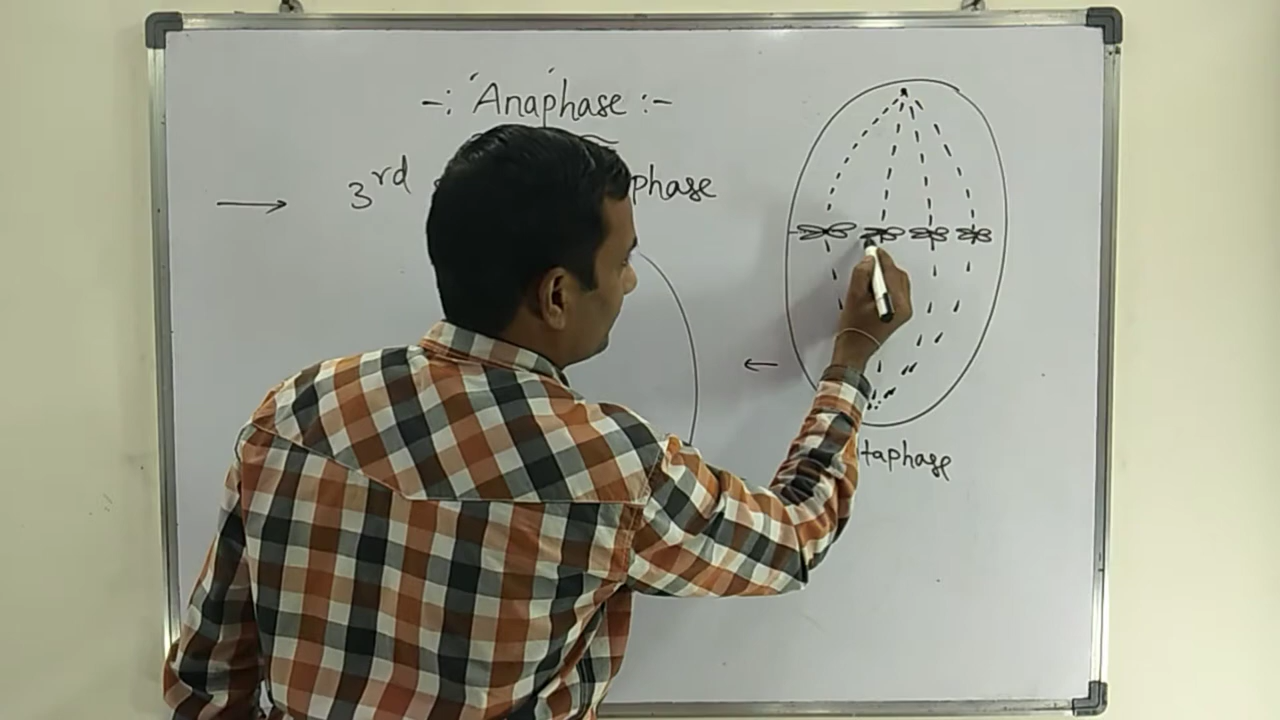 -: Anaphase :-
→ 3rd phase
← 
taphase